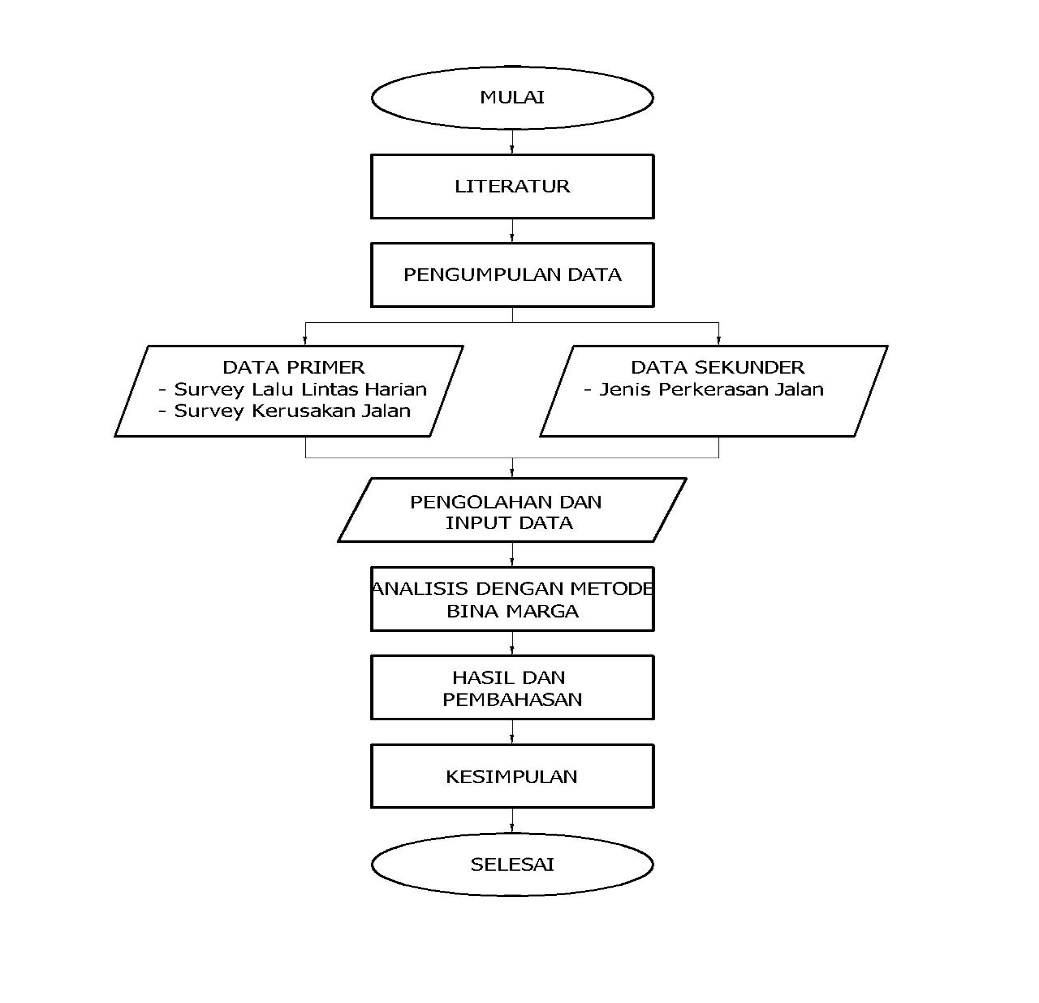 MULAI
LITERATUR
PENGUMPULAN DATA
DATA PRIMER
- Survey Lalu Lintas Harian
- Survey Kerusakan Jalan
DATA SEKUNDER
- Jenis Perkerasan Jalan
PENGOLAHAN DAN
INPUT DATA
ANALISIS DENGAN METODE
BINA MARGA
HASIL DAN
PEMBAHASAN
KESIMPULAN
SELESAI